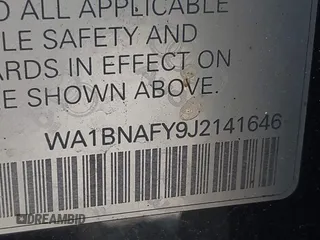 O ALL APPLICABLE
LE SAFETY AND
ARDS IN EFFECT ON
E SHOWN ABOVE.
WA1BNAFY9J2141646
DREAMBID